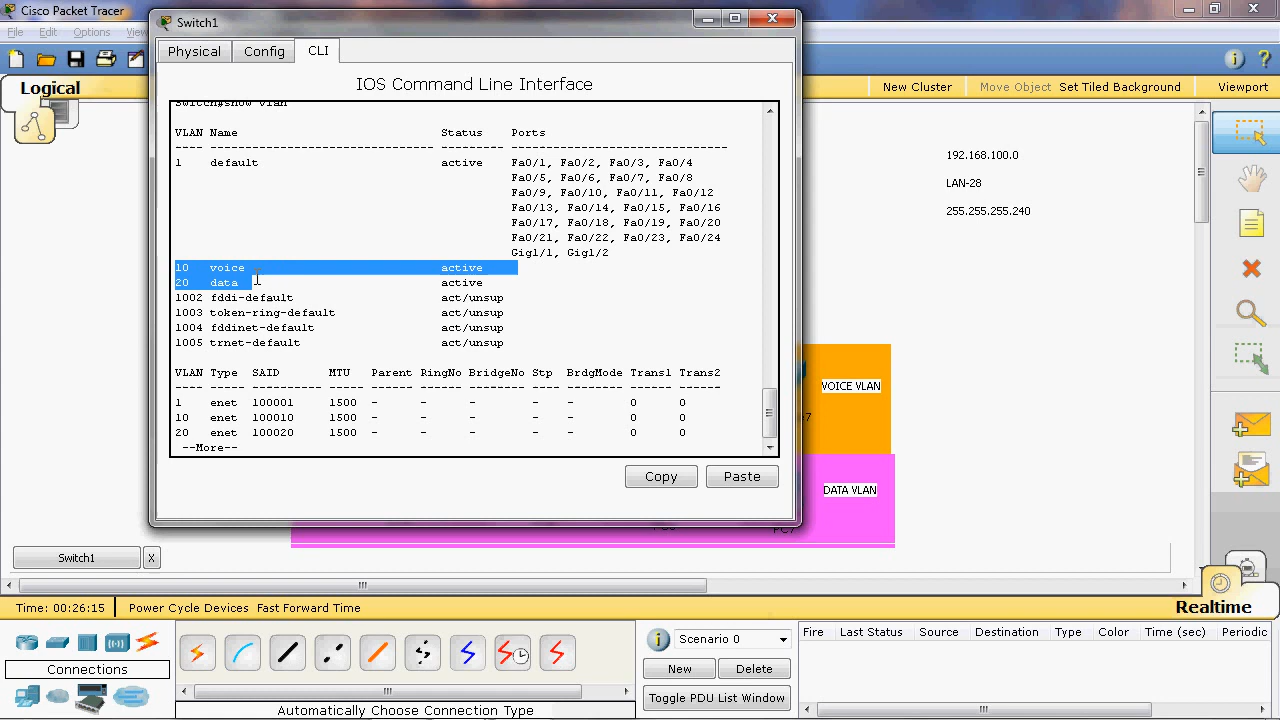 Cisco Packet Tracer
File Edit Options View
Logical
New Cluster Move Object Set Tiled Background Viewport
Switch1
Physical Config CLI
IOS Command Line Interface
Switch#show vlan
VLAN Name Status Ports
---- -------------------------------- --------- -------------------------------
1 default active Fa0/1, Fa0/2, Fa0/3, Fa0/4
Fa0/5, Fa0/6, Fa0/7, Fa0/8
Fa0/9, Fa0/10, Fa0/11, Fa0/12
Fa0/13, Fa0/14, Fa0/15, Fa0/16
Fa0/17, Fa0/18, Fa0/19, Fa0/20
Fa0/21, Fa0/22, Fa0/23, Fa0/24
Gig1/1, Gig1/2
10 voice active
20 data active
1002 fddi-default act/unsup
1003 token-ring-default act/unsup
1004 fddinet-default act/unsup
1005 trnet-default act/unsup
VLAN Type SAID MTU Parent RingNo BridgeNo Stp BrdgMode Trans1 Trans2
---- ----- ---------- ----- ------ ------ -------- ---- -------- ------ ------
1 enet 100001 1500 - - - - - 0 0
10 enet 100010 1500 - - - - - 0 0
20 enet 100020 1500 - - - - - 0 0
--More--
Copy Paste
192.168.100.0
LAN-28
255.255.255.240
VOICE VLAN
DATA VLAN
PC7
Switch1 X
Realtime
Time: 00:26:15 Power Cycle Devices Fast Forward Time
Connections
Automatically Choose Connection Type
Scenario 0
New Delete
Toggle PDU List Window
Fire Last Status Source Destination Type Color Time (sec) Periodic